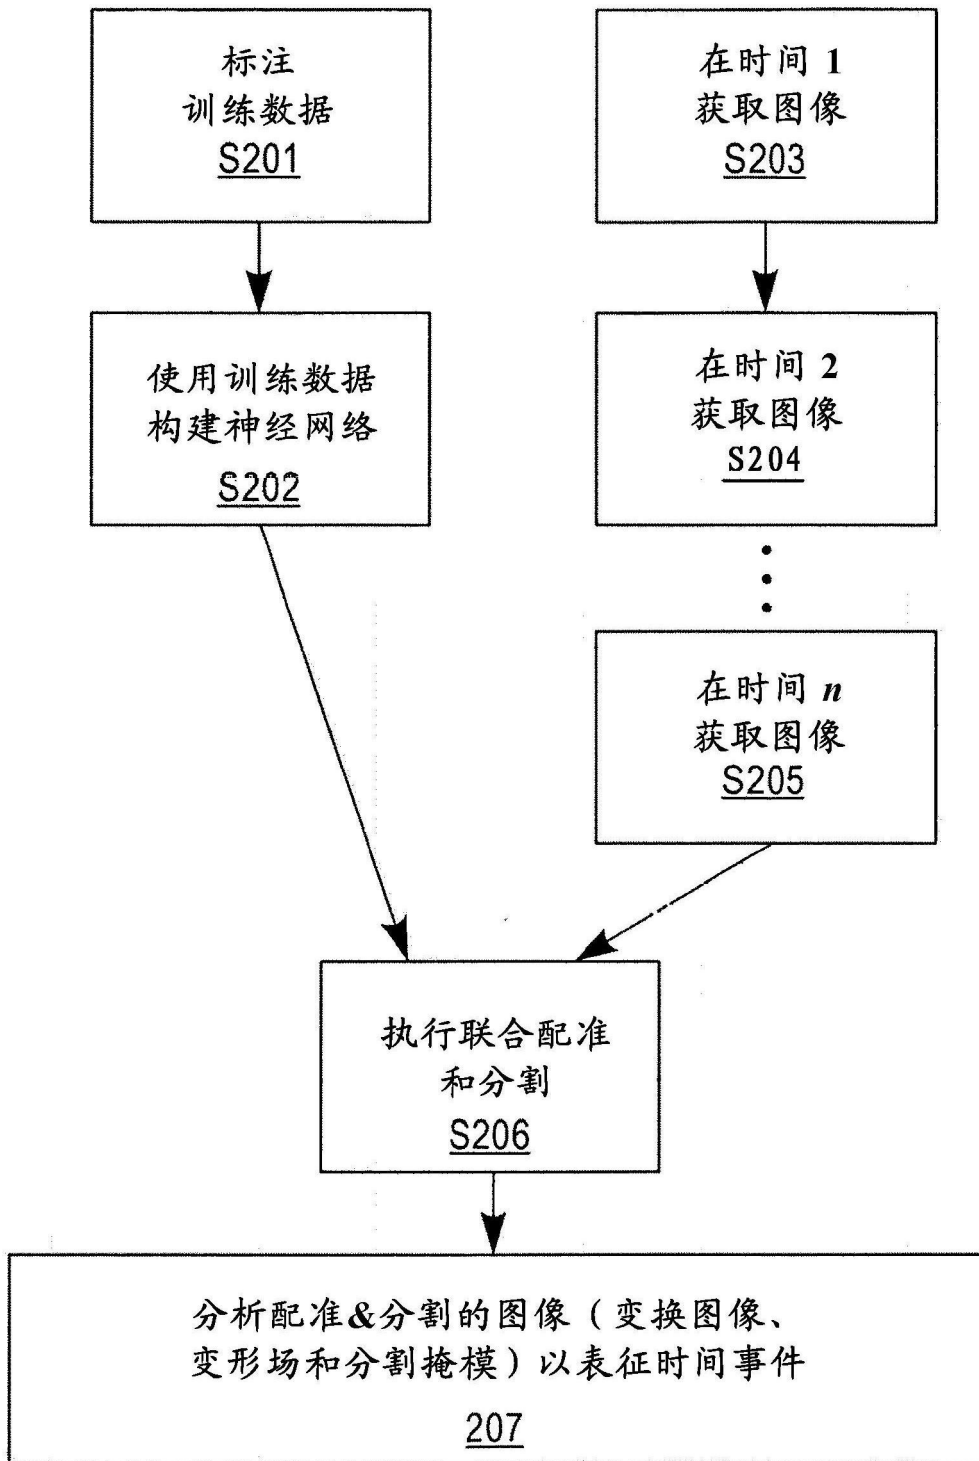 标注
训练数据
S201
使用训练数据
构建神经网络
S202
在时间 1
获取图像
S203
在时间 2
获取图像
S204
在时间 n
获取图像
S205
执行联合配准
和分割
S206
分析配准&分割的图像（变换图像、
变形场和分割掩模）以表征时间事件
207